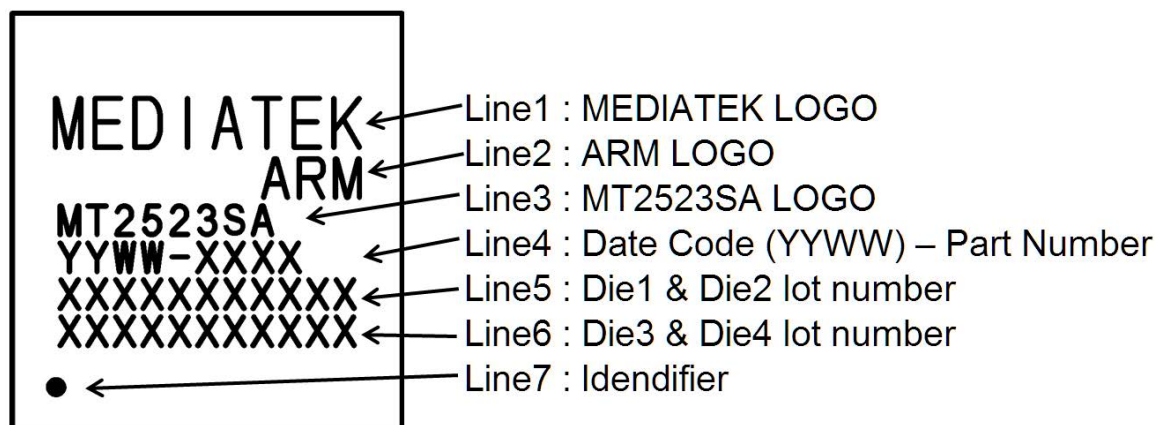 MEDIATEK
ARM
MT2523SA
YYWW-XXXX
XXXXXXXXXXX
XXXXXXXXXXX
Line1 : MEDIATEK LOGO
Line2 : ARM LOGO
Line3 : MT2523SA LOGO
Line4 : Date Code (YYWW) – Part Number
Line5 : Die1 & Die2 lot number
Line6 : Die3 & Die4 lot number
Line7 : Idendifier